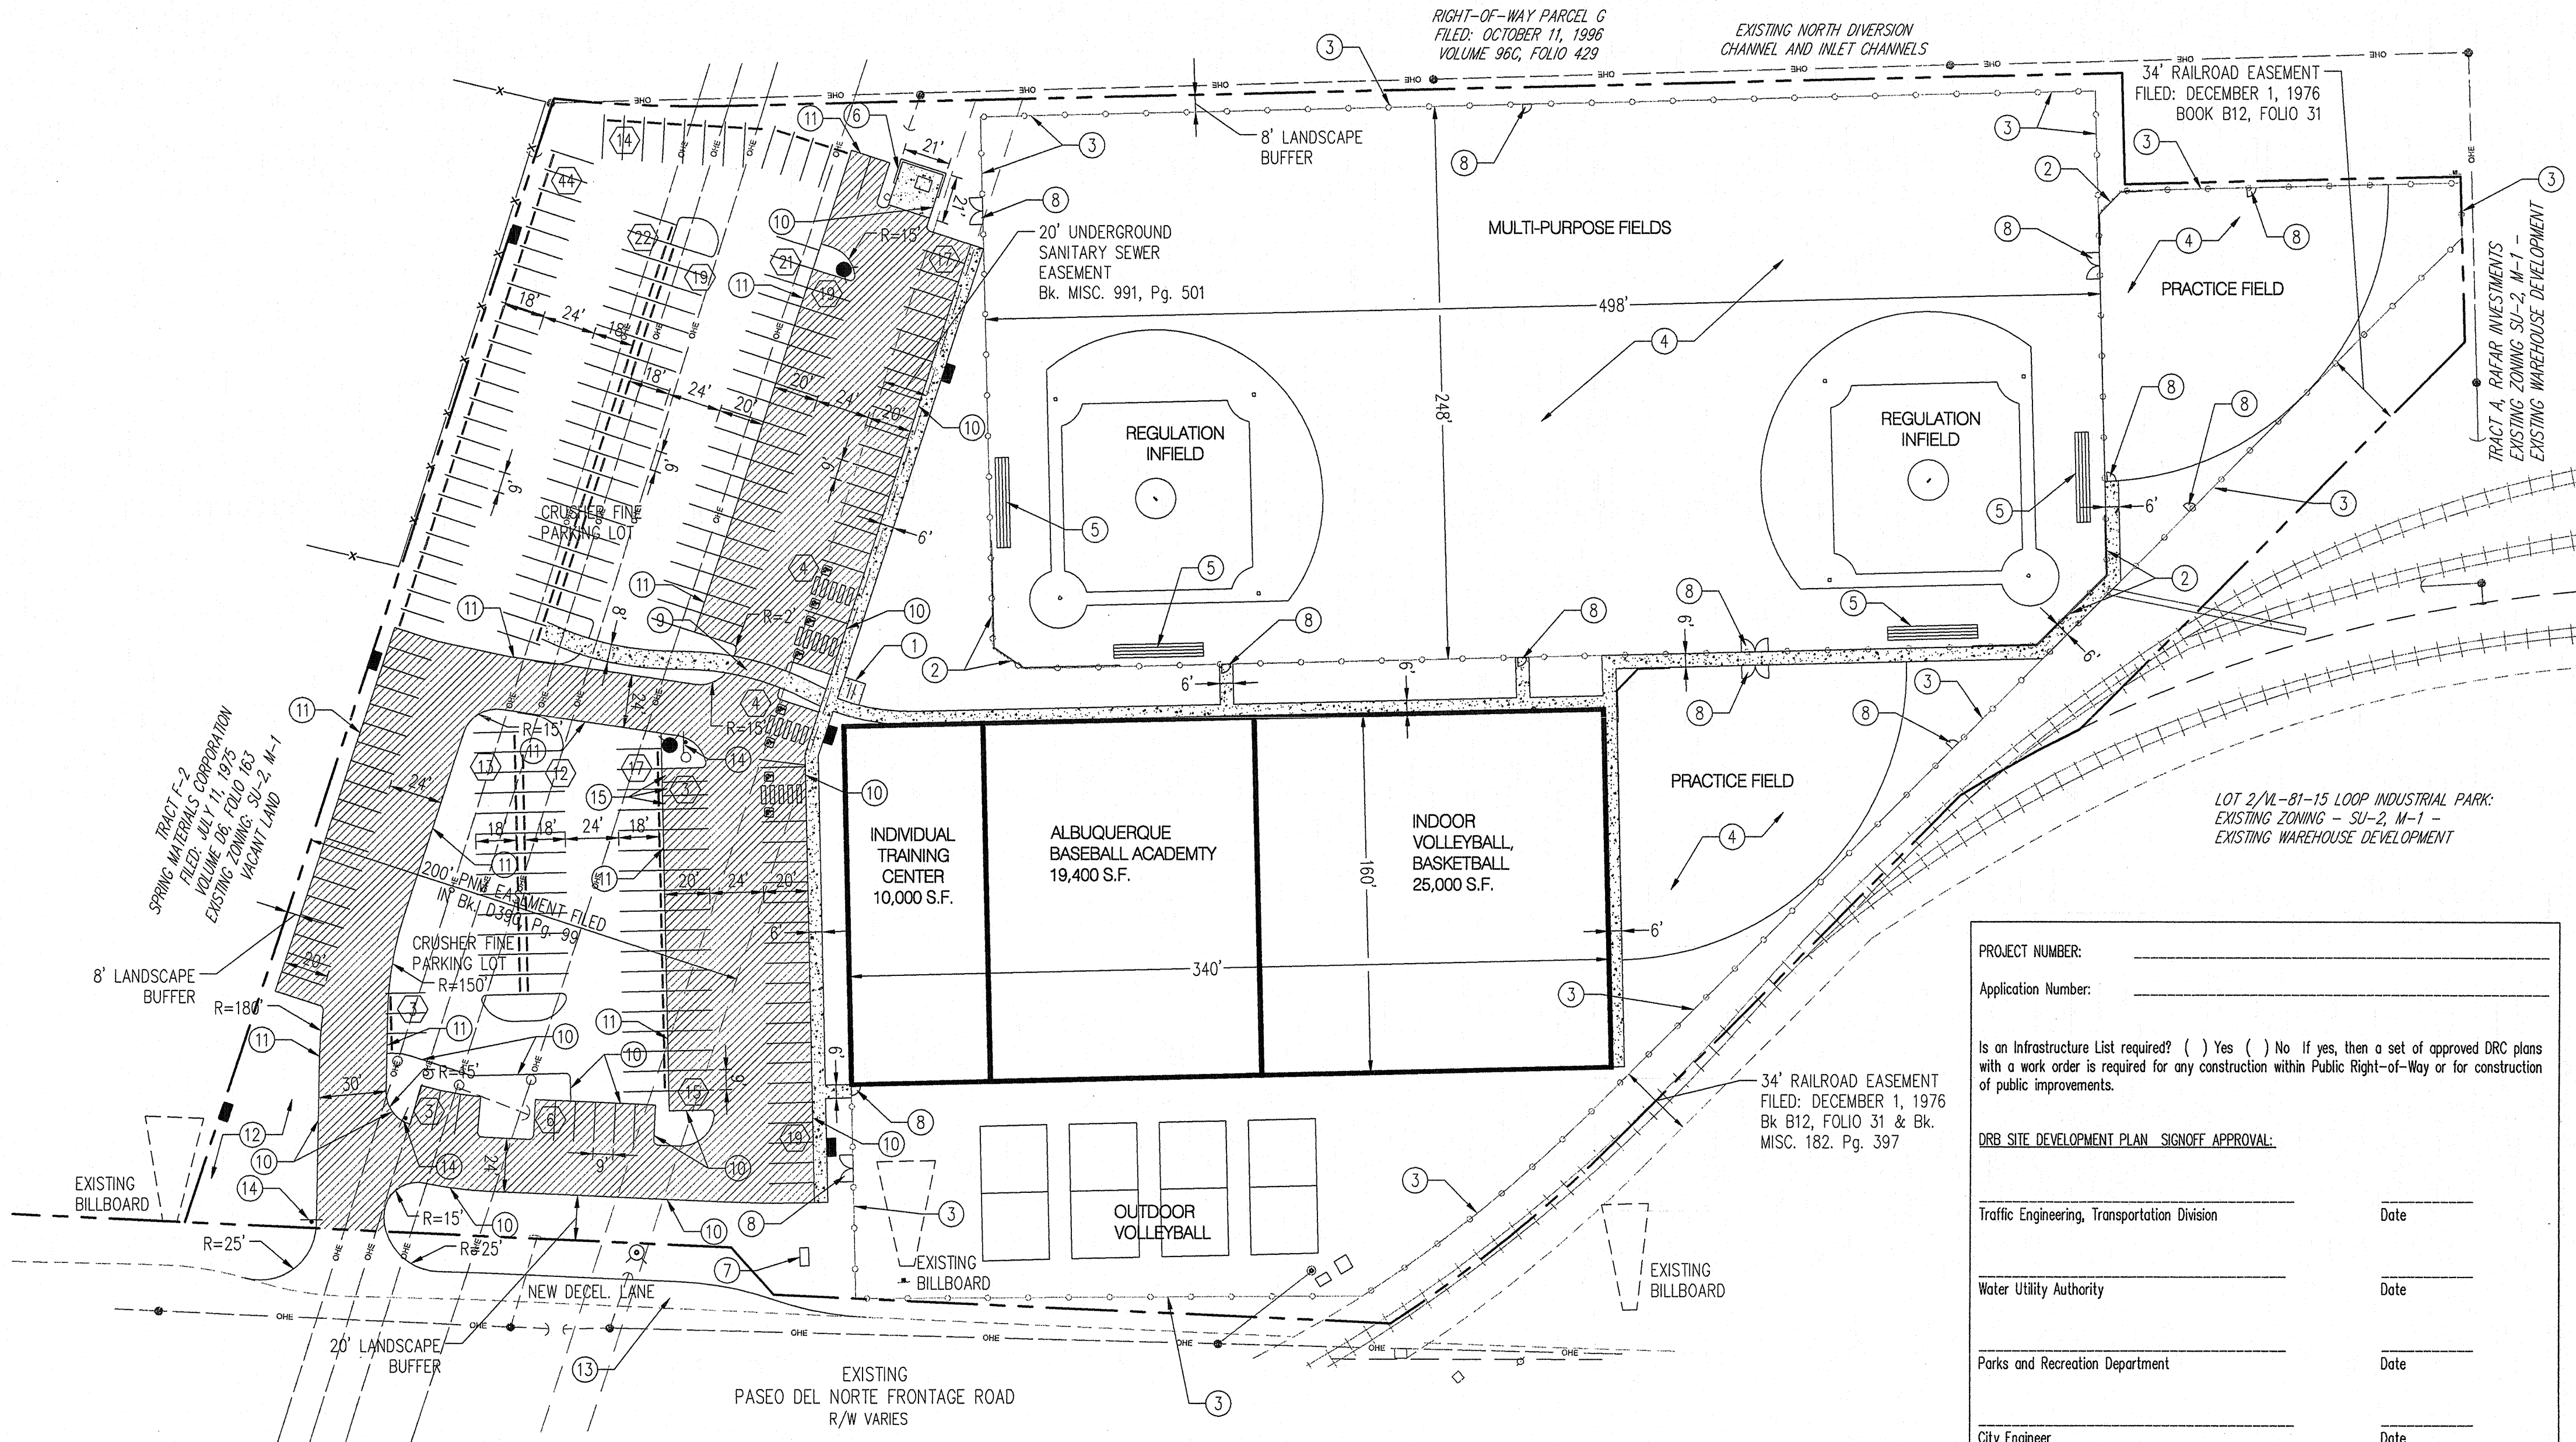 RIGHT-OF-WAY PARCEL G
FILED: OCTOBER 11, 1996
VOLUME 96C, FOLIO 429
EXISTING NORTH DIVERSION
CHANNEL AND INLET CHANNELS
34' RAILROAD EASEMENT
FILED: DECEMBER 1, 1976
BOOK B12, FOLIO 31
8' LANDSCAPE
BUFFER
20' UNDERGROUND
SANITARY SEWER
EASEMENT
Bk. MISC. 991, Pg. 501
MULTI-PURPOSE FIELDS
PRACTICE FIELD
TRACT A, RAFAR INVESTMENTS
EXISTING ZONING SU-2, M-1 -
EXISTING WAREHOUSE DEVELOPMENT
498'
248'
REGULATION
INFIELD
REGULATION
INFIELD
CRUSHER FINE
PARKING LOT
TRACT F-2
SPRING MATERIALS CORPORATION
FILED: JULY 11, 1975
VOLUME D6, FOLIO 163
EXISTING ZONING: SU-2, M-1
VACANT LAND
200' PNM EASEMENT FILED
IN Bk. D390, Pg. 99
CRUSHER FINE
PARKING LOT
8' LANDSCAPE
BUFFER
R=180'
R=150'
INDIVIDUAL
TRAINING
CENTER
10,000 S.F.
ALBUQUERQUE
BASEBALL ACADEMTY
19,400 S.F.
INDOOR
VOLLEYBALL,
BASKETBALL
25,000 S.F.
160'
340'
PRACTICE FIELD
LOT 2/VL-81-15 LOOP INDUSTRIAL PARK:
EXISTING ZONING - SU-2, M-1 -
EXISTING WAREHOUSE DEVELOPMENT
34' RAILROAD EASEMENT
FILED: DECEMBER 1, 1976
Bk B12, FOLIO 31 & Bk.
MISC. 182. Pg. 397
EXISTING
BILLBOARD
R=25'
R=15'
R=25'
NEW DECEL. LANE
20' LANDSCAPE
BUFFER
EXISTING
BILLBOARD
OUTDOOR
VOLLEYBALL
EXISTING
BILLBOARD
EXISTING
PASEO DEL NORTE FRONTAGE ROAD
R/W VARIES
PROJECT NUMBER:
Application Number:
Is an Infrastructure List required? ( ) Yes ( ) No If yes, then a set of approved DRC plans
with a work order is required for any construction within Public Right-of-Way or for construction
of public improvements.
DRB SITE DEVELOPMENT PLAN SIGNOFF APPROVAL:
Traffic Engineering, Transportation Division Date
Water Utility Authority Date
Parks and Recreation Department Date
City Engineer Date